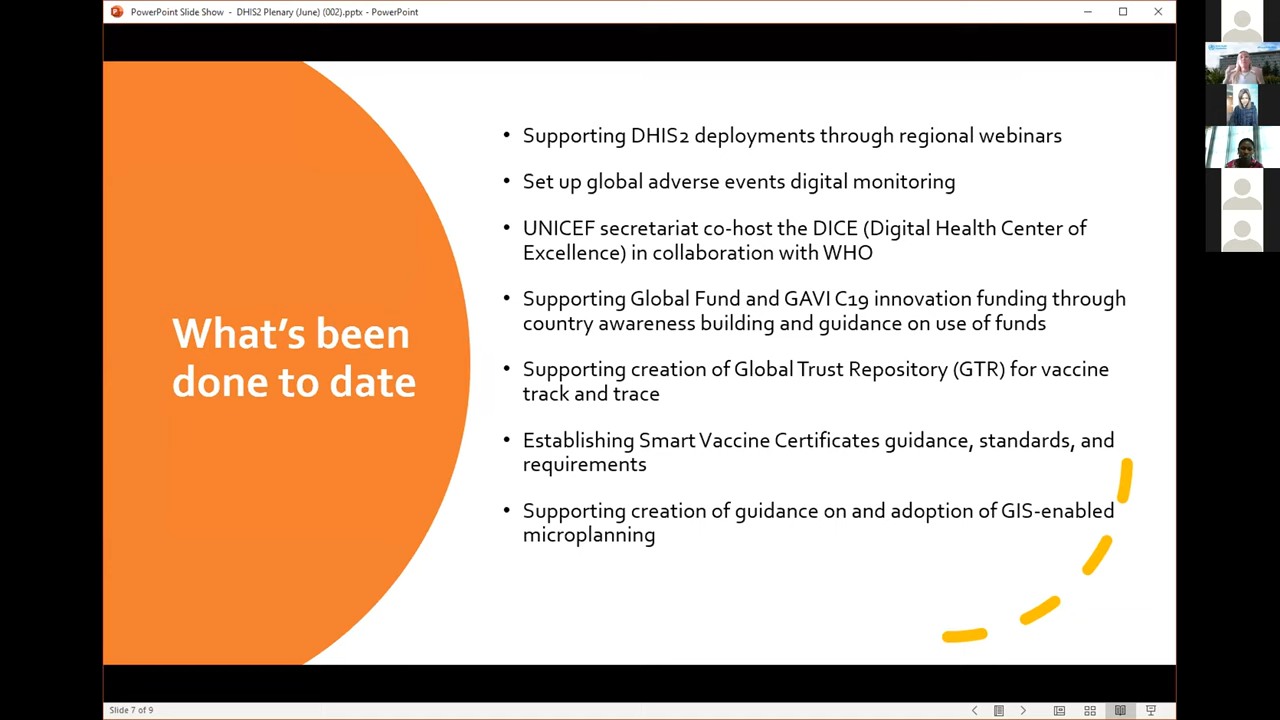 PowerPoint Slide Show - DHIS2 Plenary (June) (002).pptx - PowerPoint
What's been
done to date
• Supporting DHIS2 deployments through regional webinars
• Set up global adverse events digital monitoring
• UNICEF secretariat co-host the DICE (Digital Health Center of
Excellence) in collaboration with WHO
• Supporting Global Fund and GAVI C19 innovation funding through
country awareness building and guidance on use of funds
• Supporting creation of Global Trust Repository (GTR) for vaccine
track and trace
• Establishing Smart Vaccine Certificates guidance, standards, and
requirements
• Supporting creation of guidance on and adoption of GIS-enabled
microplanning
Slide 7 of 9